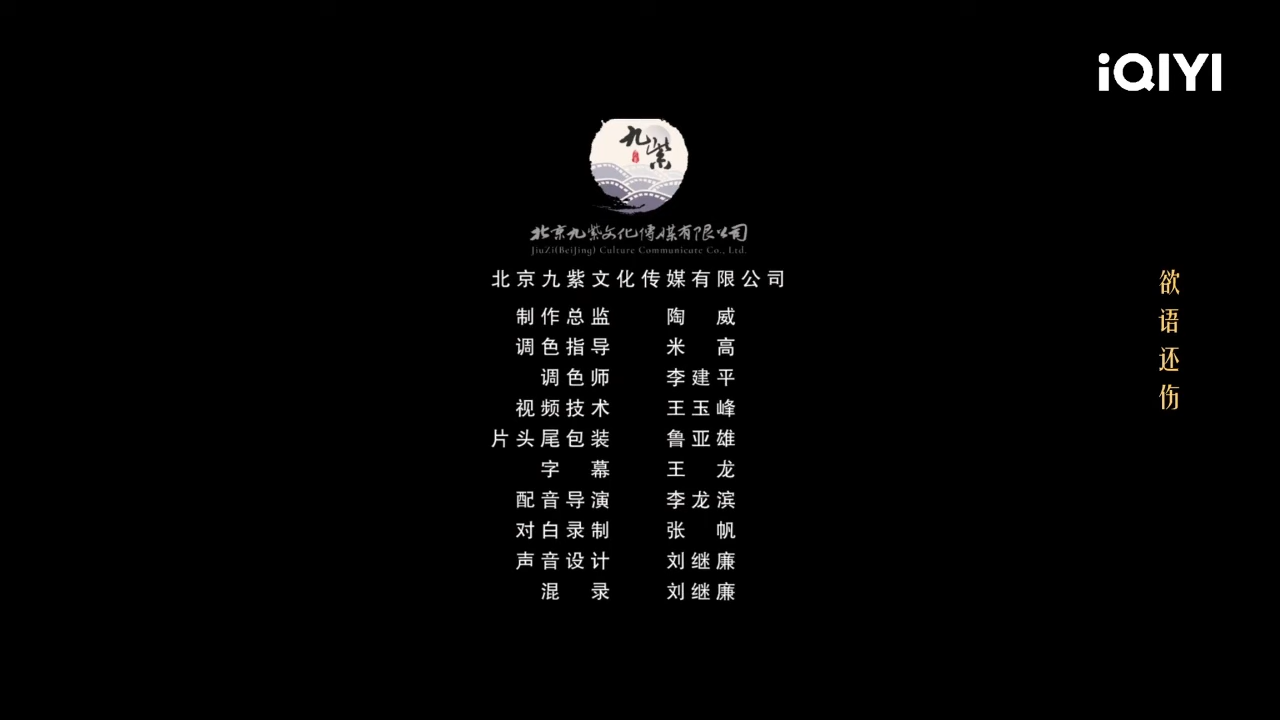 iQIYI
九紫
北京九紫文化傳媒有限公司
JiuZi(BeiJing) Culture Communicate Co., Ltd.
北京九紫文化传媒有限公司
制作总监 陶威
调色指导 米高
调色师 李建平
视频技术 王玉峰
片头尾包装 鲁亚雄
字幕 王龙
配音导演 李龙滨
对白录制 张帆
声音设计 刘继廉
混录 刘继廉
欲语还伤